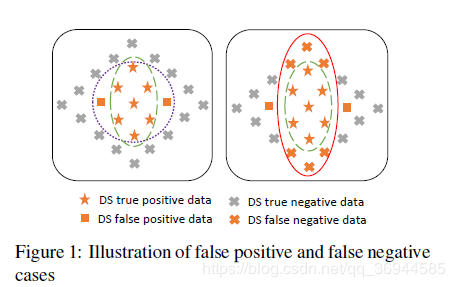 DS true positive data
DS true negative data
DS false positive data
DS false negative data
Figure 1: Illustration of false positive and false negative
cases
https://blog.csdn.net/qq_36944585